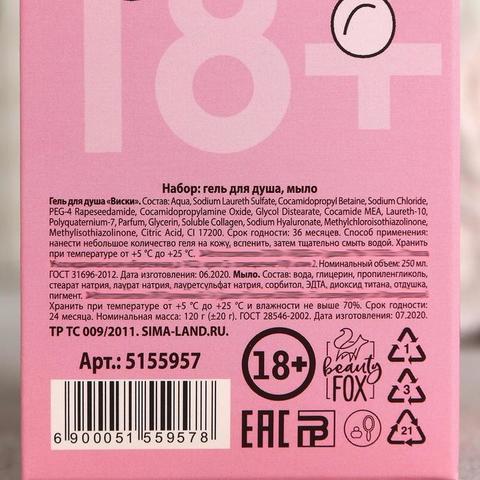 18+
Набор: гель для душа, мыло
Гель для душа «Виски». Состав: Aqua, Sodium Laureth Sulfate, Cocamidopropyl Betaine, Sodium Chloride,
PEG-4 Rapeseedamide, Cocamidopropylamine Oxide, Glycol Distearate, Cocamide MEA, Laureth-10,
Polyquaternium-7, Parfum, Glycerin, Soluble Collagen, Sodium Hyaluronate, Methylchloroisothiazolinone,
Methylisothiazolinone, Citric Acid, CI 17200. Срок годности: 36 месяцев. Способ применения:
нанести небольшое количество геля на кожу, вспенить, затем тщательно смыть водой. Хранить
при температуре от +5 °С до +25 °С.
2. Номинальный объем: 250 мл.
ГОСТ 31696-2012. Дата изготовления: 06.2020. Мыло. Состав: вода, глицерин, пропиленгликоль,
стеарат натрия, лаурат натрия, лауретсульфат натрия, сорбитол, ЭДТА, диоксид титана, отдушка,
пигмент.
Хранить при температуре от +5 °С до +25 °С и влажности не выше 70%. Срок годности:
24 месяца. Номинальная масса: 120 г (±20 г). ГОСТ 28546-2002. Дата изготовления: 07.2020.
ТР ТС 009/2011. SIMA-LAND.RU.
Арт.: 5155957
18+
beauty
FOX
1
3
21
EAC
6 900051 559578